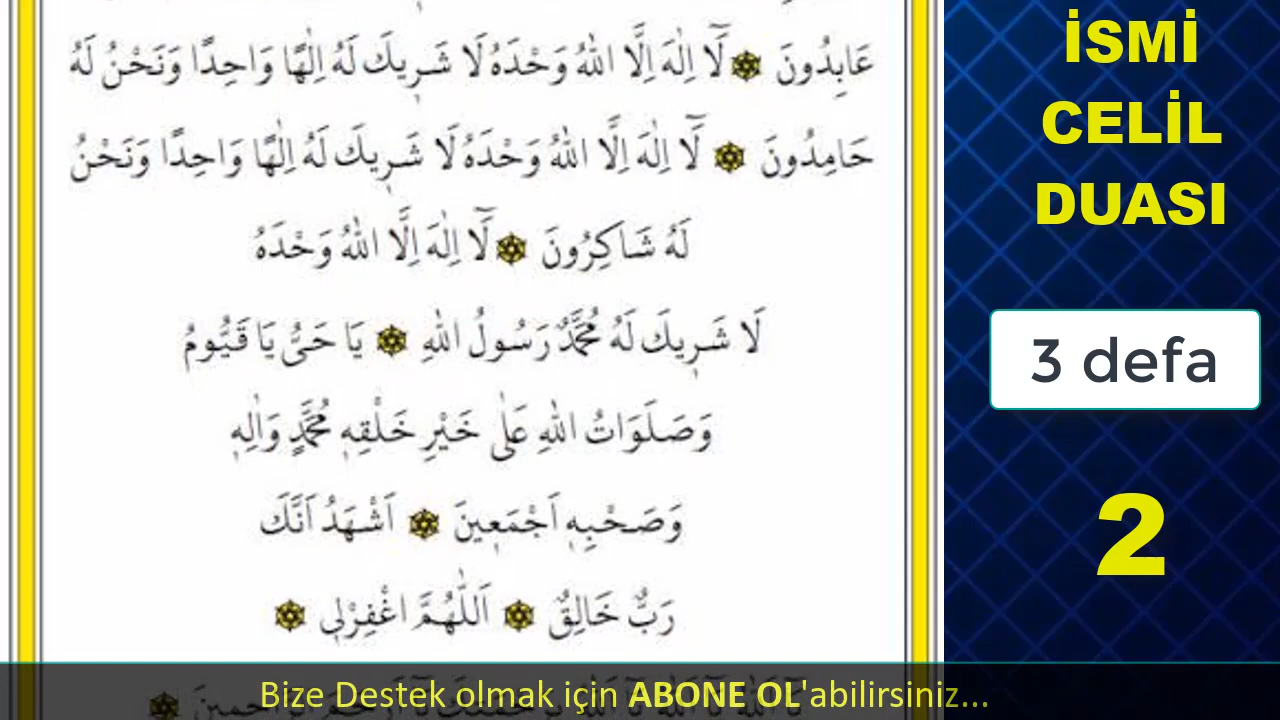 عَابِدُونَ ۞ لَٓا اِلٰهَ اِلَّا اللّٰهُ وَحْدَهُ لَا شَرٖيكَ لَهُ اِلٰهًا وَاحِدًا وَنَحْنُ لَهُ
حَامِدُونَ ۞ لَٓا اِلٰهَ اِلَّا اللّٰهُ وَحْدَهُ لَا شَرٖيكَ لَهُ اِلٰهًا وَاحِدًا وَنَحْنُ
لَهُ شَاكِرُونَ ۞ لَٓا اِلٰهَ اِلَّا اللّٰهُ وَحْدَهُ
لَا شَرٖيكَ لَهُ مُحَمَّدٌ رَسُولُ اللّٰهِ ۞ يَا حَىُّ يَا قَيُّومُ
وَصَلَوَاتُ اللّٰهِ عَلٰى خَيْرِ خَلْقِهٖ مُحَمَّدٍ وَاٰلِهٖ
وَصَحْبِهٖ اَجْمَعٖينَ ۞ اَشْهَدُ اَنَّكَ
رَبٌّ خَالِقٌ ۞ اَللّٰهُمَّ اغْفِرْلٖى ۞
İSMİ
CELİL
DUASI
3 defa
2
Bize Destek olmak için ABONE OL'abilirsiniz...